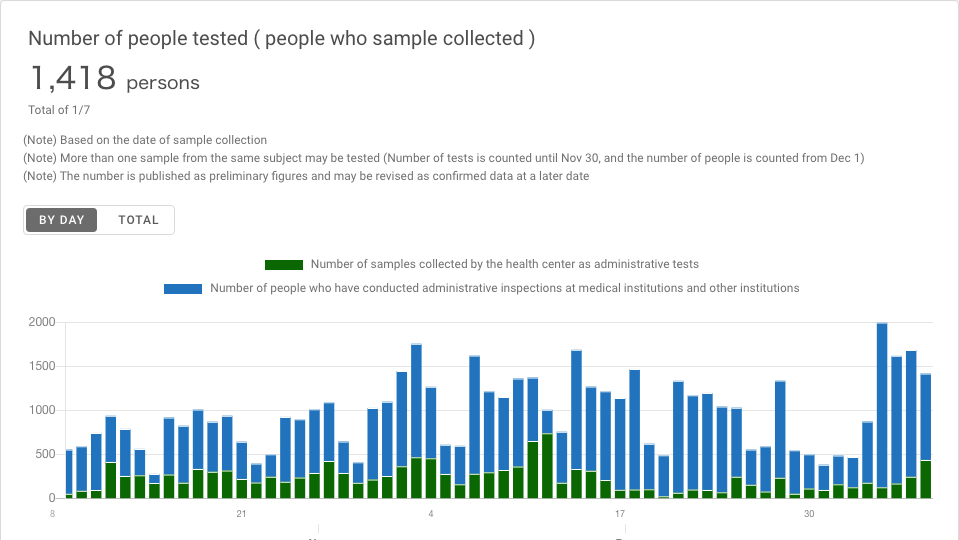 Number of people tested ( people who sample collected )
1,418 persons
Total of 1/7
(Note) Based on the date of sample collection
(Note) More than one sample from the same subject may be tested (Number of tests is counted until Nov 30, and the number of people is counted from Dec 1)
(Note) The number is published as preliminary figures and may be revised as confirmed data at a later date
BY DAY TOTAL
Number of samples collected by the health center as administrative tests
Number of people who have conducted administrative inspections at medical institutions and other institutions
2000
1500
1000
500
0
8 21 4 17 30